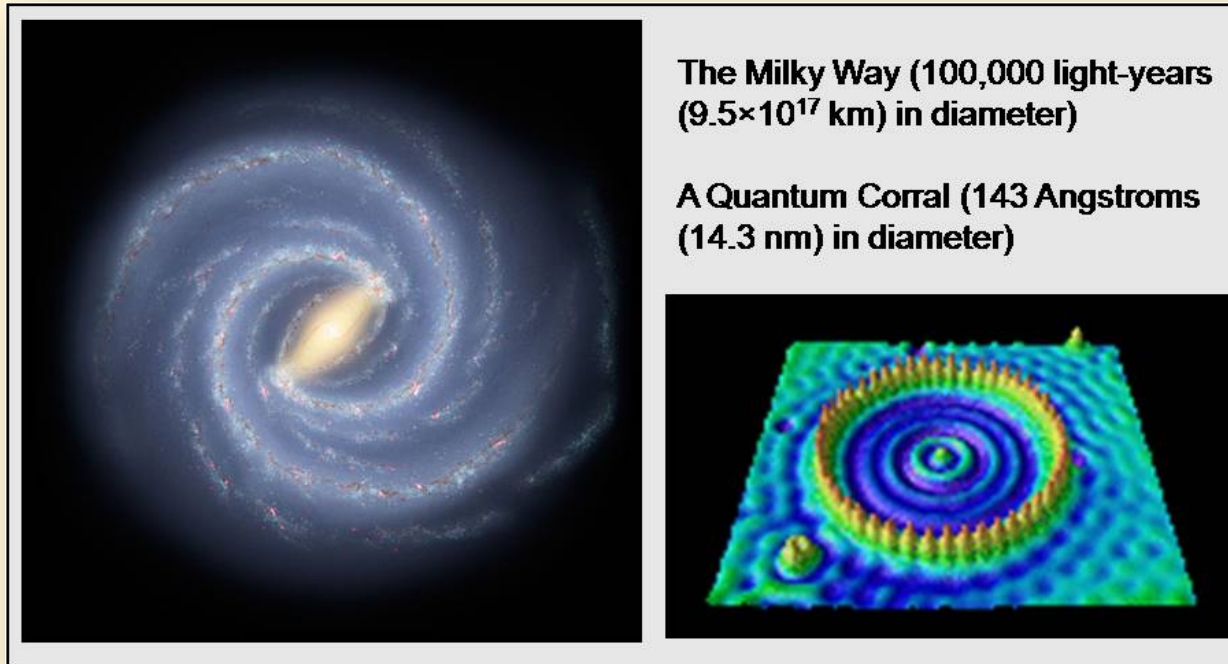 The Milky Way (100,000 light-years
(9.5×10¹⁷ km) in diameter)
A Quantum Corral (143 Angstroms
(14.3 nm) in diameter)